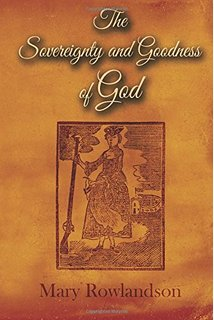 The
Sovereignty and Goodness
of God
Mary Rowlandson